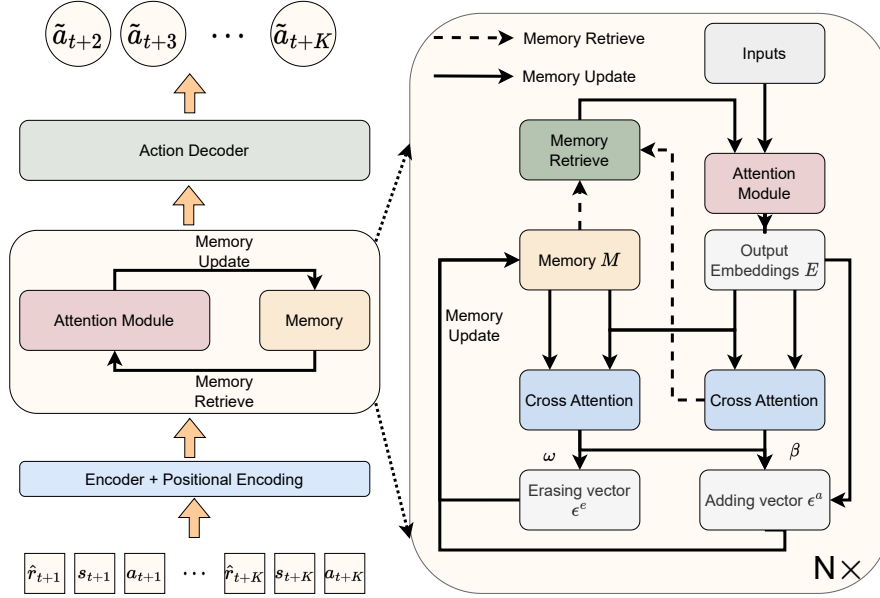 ã_{t+2} ã_{t+3} ⋯ ã_{t+K}
Action Decoder
Memory
Update
Attention Module
Memory
Memory
Retrieve
Encoder + Positional Encoding
r̂_{t+1} s_{t+1} a_{t+1} ⋯ r̂_{t+K} s_{t+K} a_{t+K}
Memory Retrieve
Memory Update
Inputs
Memory
Retrieve
Attention
Module
Memory M
Output
Embeddings E
Memory
Update
Cross Attention
Cross Attention
ω
β
Erasing vector
ϵ^e
Adding vector ϵ^a
N×